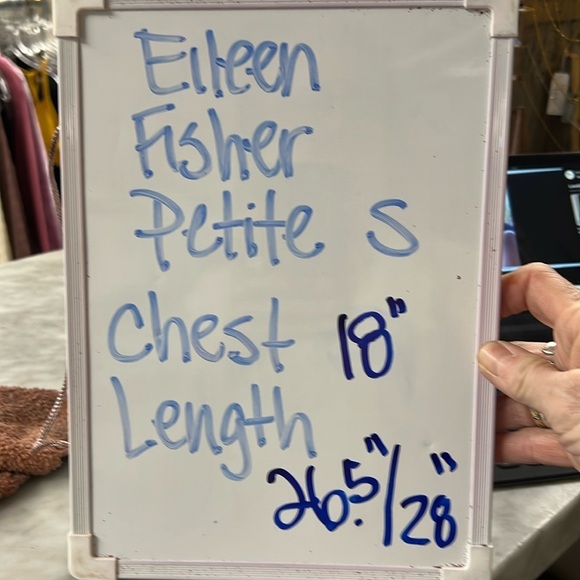 Eileen
Fisher
Petite S
Chest 18"
Length
26.5"/28"